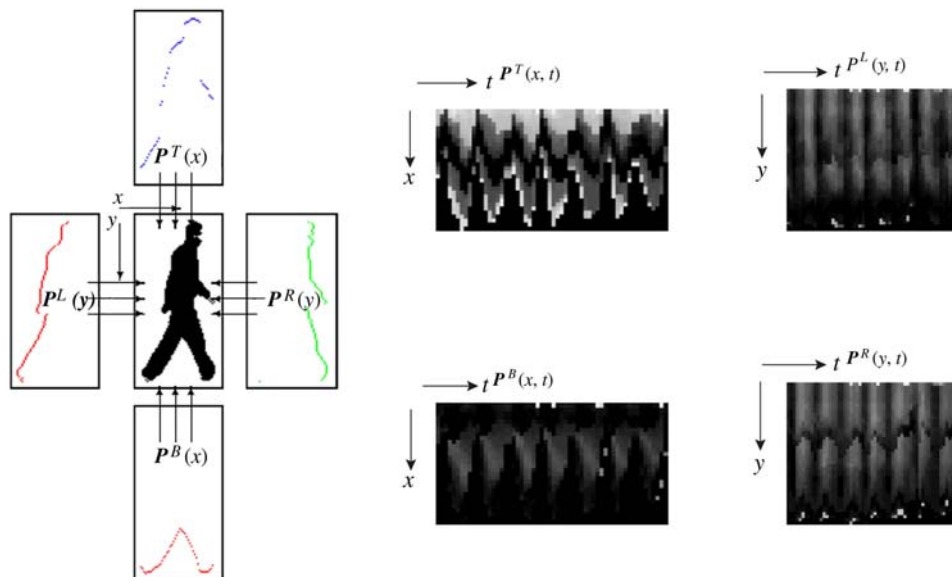 P^T(x)
x
y
P^L(y)
P^R(y)
P^B(x)
t P^T(x, t)
x
t P^L(y, t)
y
t P^B(x, t)
x
t P^R(y, t)
y